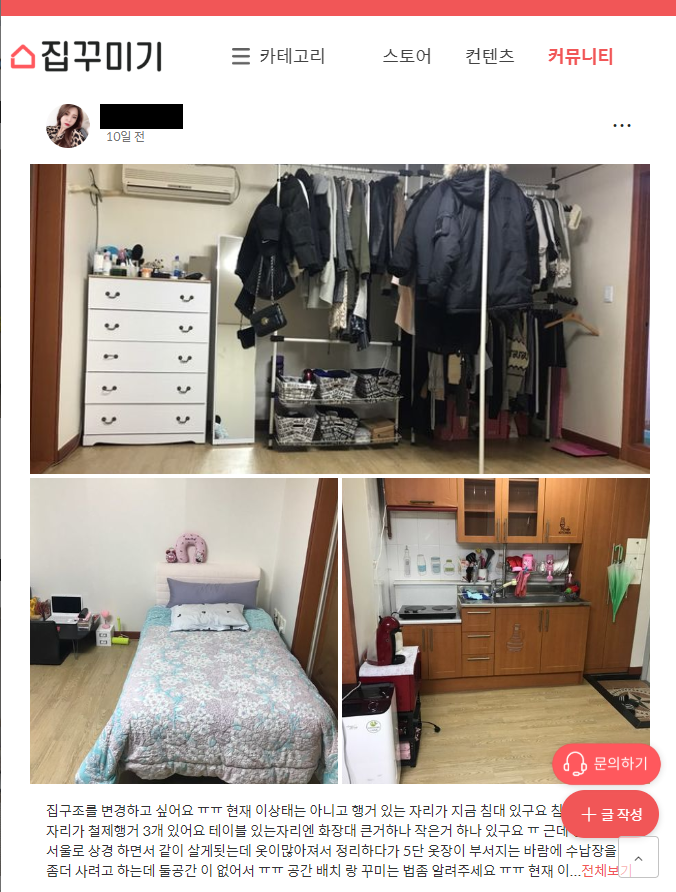 집꾸미기
카테고리 스토어 컨텐츠 커뮤니티
10일 전
집구조를 변경하고 싶어요 ㅠㅠ 현재 이상태는 아니고 행거 있는 자리가 지금 침대 있구요
자리가 철제행거 3개 있어요 테이블 있는자리엔 화장대 큰거하나 작은거 하나 있구요 ㅠ 근데
서울로 상경 하면서 같이 살게됫는데 옷이많아져서 정리하다가 5단 옷장이 부서지는 바람에 수납장을
좀더 사려고 하는데 둘공간 이 없어서 ㅠㅠ 공간 배치 랑 꾸미는 법좀 알려주세요 ㅠㅠ 현재 이...전체보기
문의하기
+ 글 작성